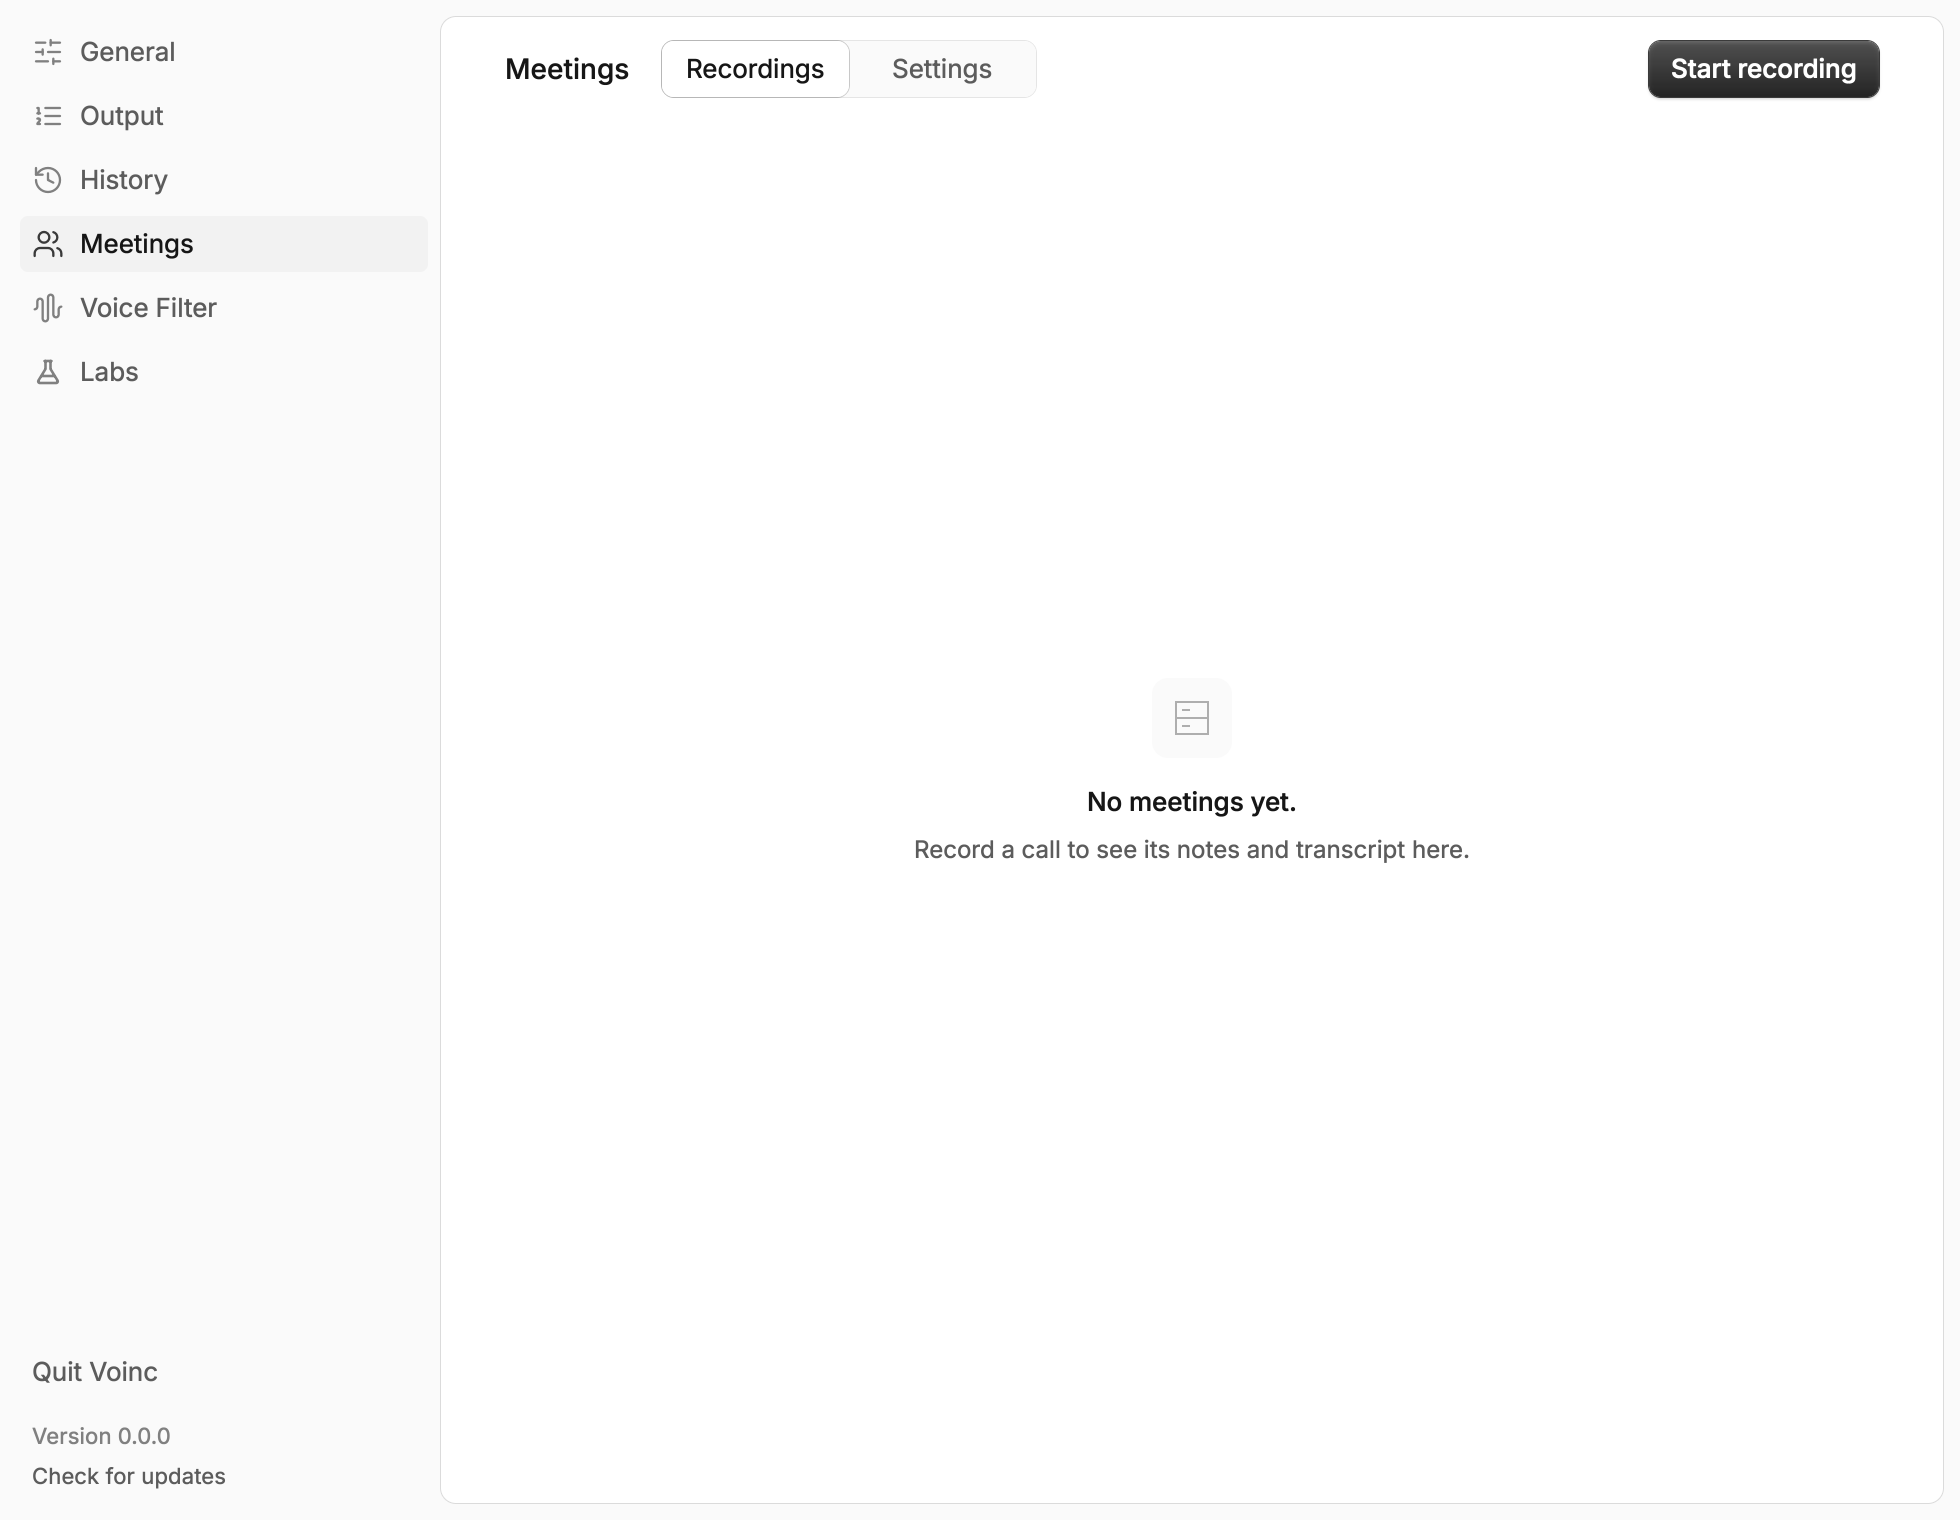 General
Output
History
Meetings
Voice Filter
Labs
Quit Voinc
Version 0.0.0
Check for updates
Meetings
Recordings
Settings
Start recording
No meetings yet.
Record a call to see its notes and transcript here.